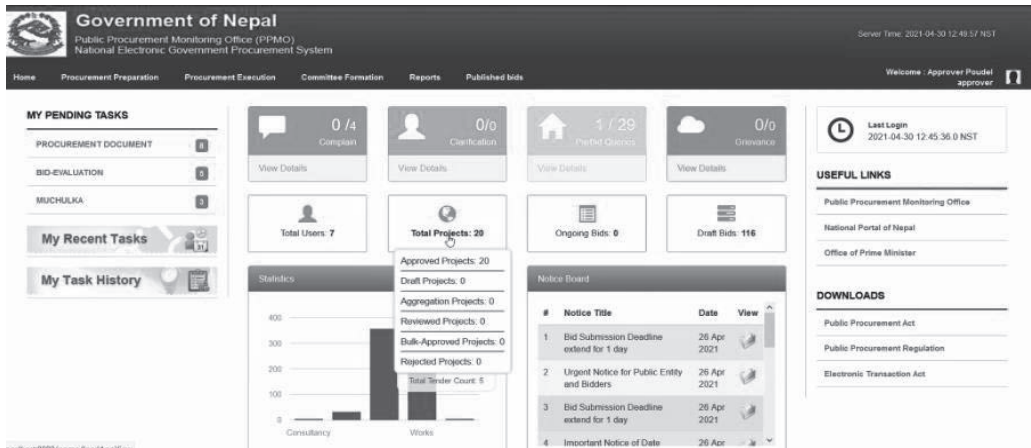 Government of Nepal
Public Procurement Monitoring Office (PPMO)
National Electronic Government Procurement System
Server Time: 2021-04-30 12:49:57 NST
Home Procurement Preparation Procurement Execution Committee Formation Reports Published bids
Welcome : Approver Poudel
approver
MY PENDING TASKS
PROCUREMENT DOCUMENT
BID-EVALUATION
MUCHULKA
My Recent Tasks
My Task History
0 /4
Complain
View Details
0/0
Clarification
View Details
1 / 29
PreBid Queries
View Details
0/0
Grievance
View Details
Total Users: 7
Total Projects: 20
Ongoing Bids: 0
Draft Bids: 116
Approved Projects: 20
Draft Projects: 0
Aggregation Projects: 0
Reviewed Projects: 0
Bulk-Approved Projects: 0
Rejected Projects: 0
Total Tender Count: 5
Statistics
400
300
200
100
0
Consultancy Works
Notice Board
# Notice Title Date View
1 Bid Submission Deadline extend for 1 day 26 Apr 2021
2 Urgent Notice for Public Entity and Bidders 26 Apr 2021
3 Bid Submission Deadline extend for 1 day 26 Apr 2021
4 Important Notice of Date 26 Apr
Last Login
2021-04-30 12:45:36.0 NST
USEFUL LINKS
Public Procurement Monitoring Office
National Portal of Nepal
Office of Prime Minister
DOWNLOADS
Public Procurement Act
Public Procurement Regulation
Electronic Transaction Act